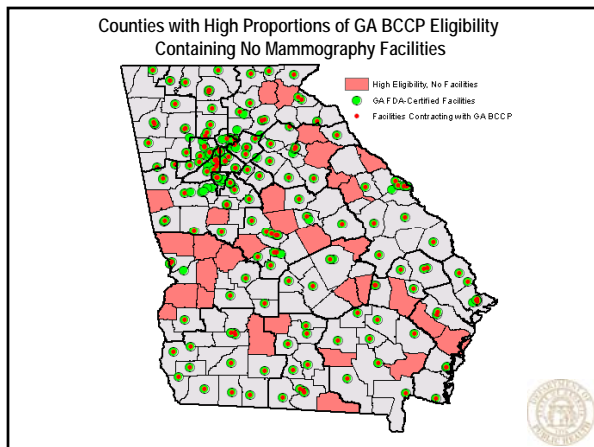 Counties with High Proportions of GA BCCP Eligibility
Containing No Mammography Facilities
High Eligibility, No Facilities
GA FDA-Certified Facilities
Facilities Contracting with GA BCCP